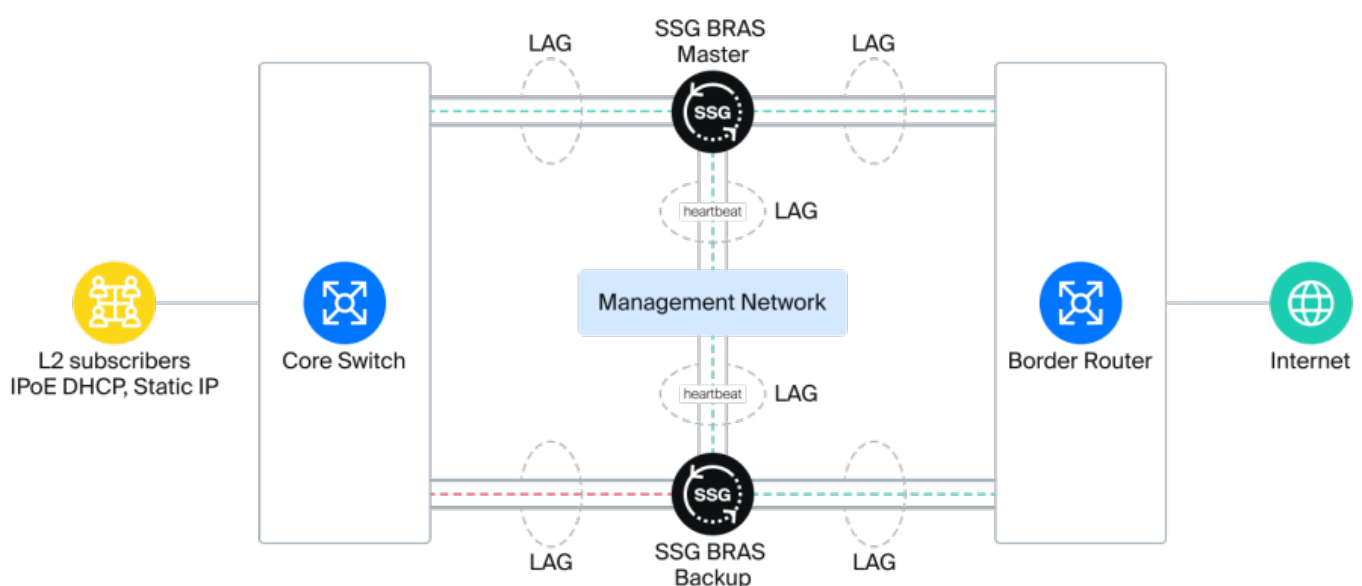 SSG BRAS
Master
LAG
LAG
SSG
heartbeat
LAG
Management Network
L2 subscribers
IPoE DHCP, Static IP
Core Switch
Border Router
Internet
heartbeat
LAG
SSG
LAG
SSG BRAS
Backup
LAG